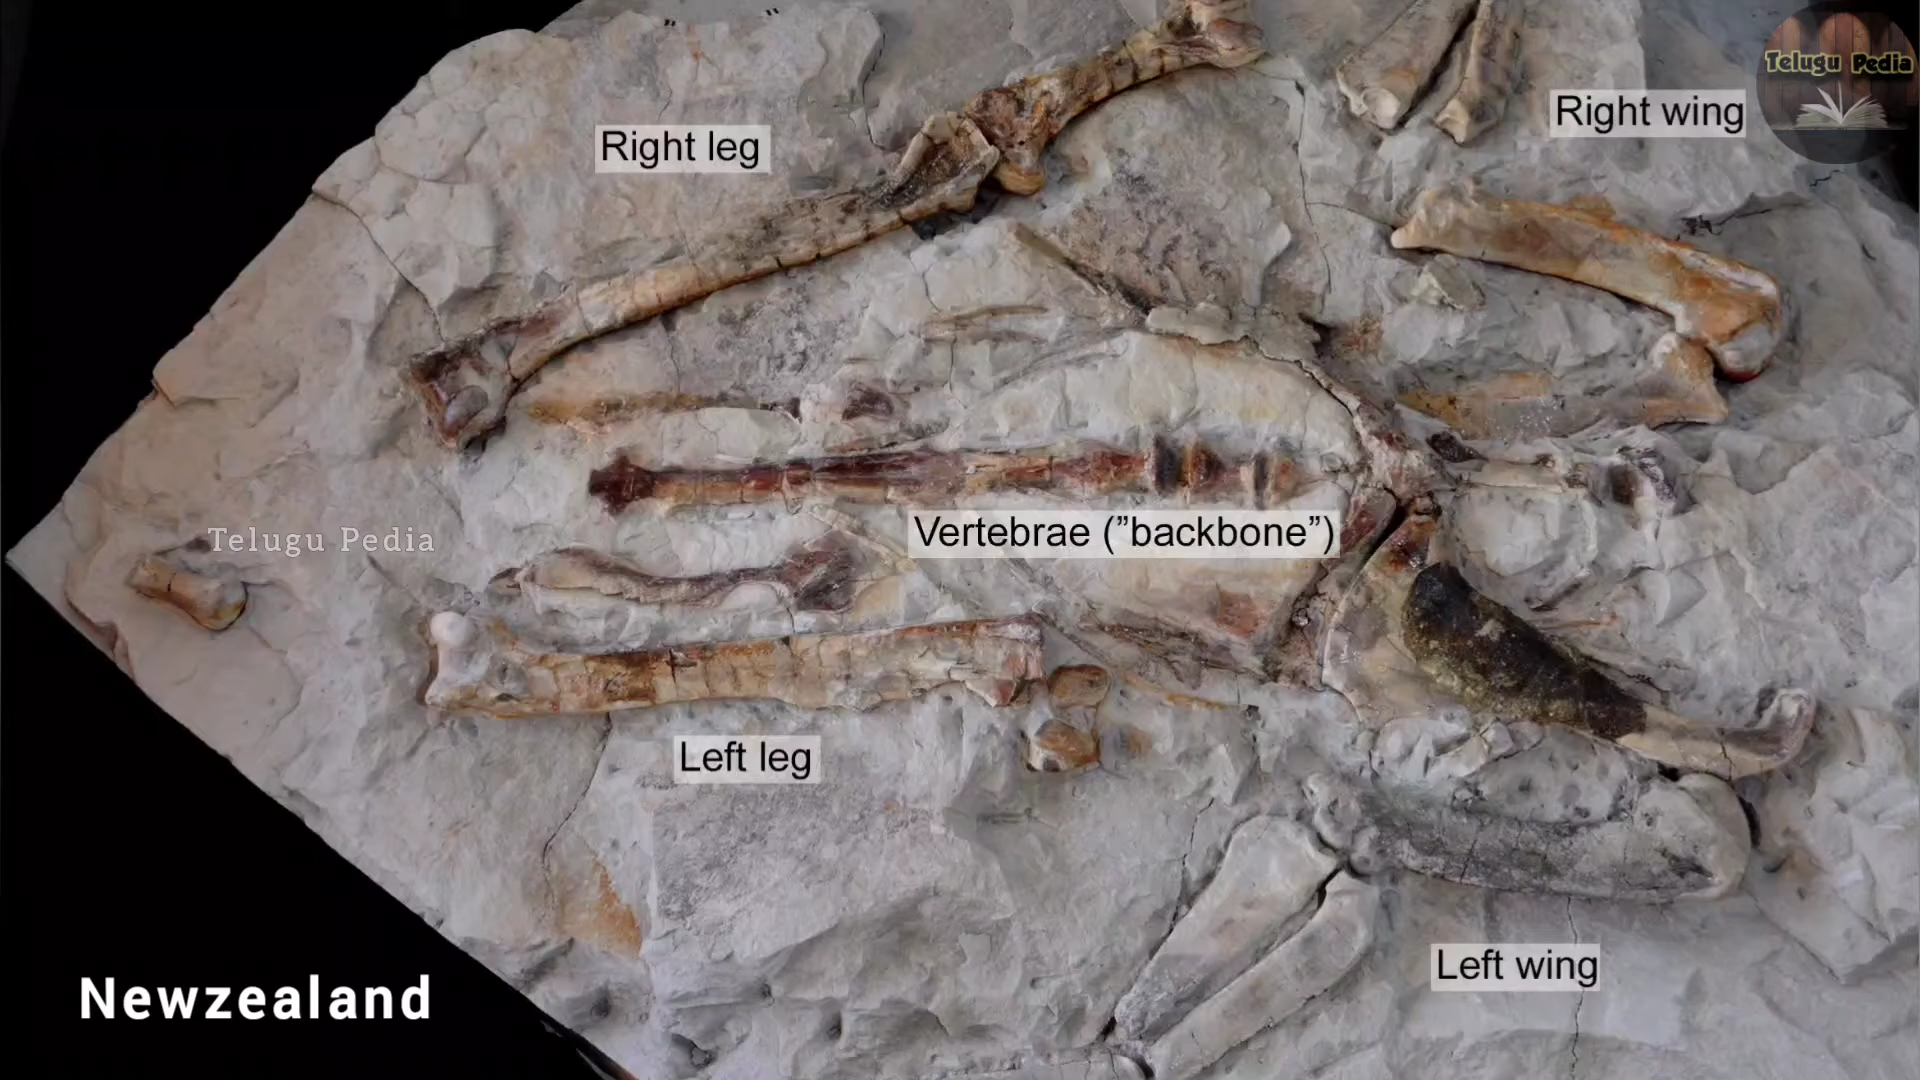 Telugu Pedia
Right wing
Right leg
Vertebrae (”backbone”)
Telugu Pedia
Left leg
Left wing
Newzealand